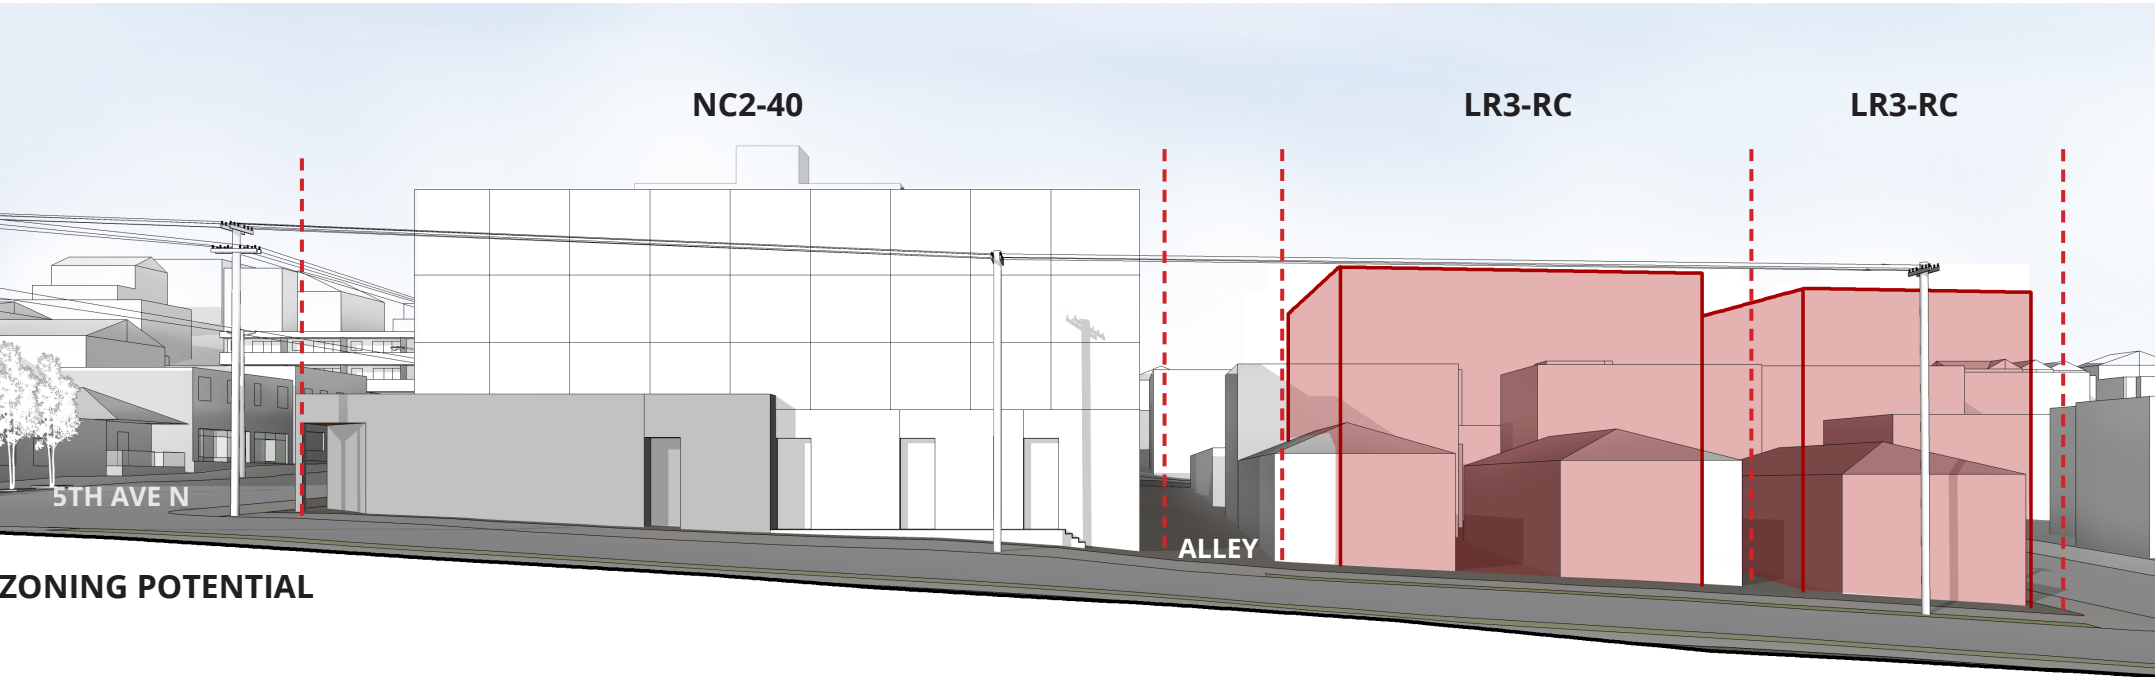 NC2-40
LR3-RC
LR3-RC
5TH AVE N
ALLEY
ZONING POTENTIAL